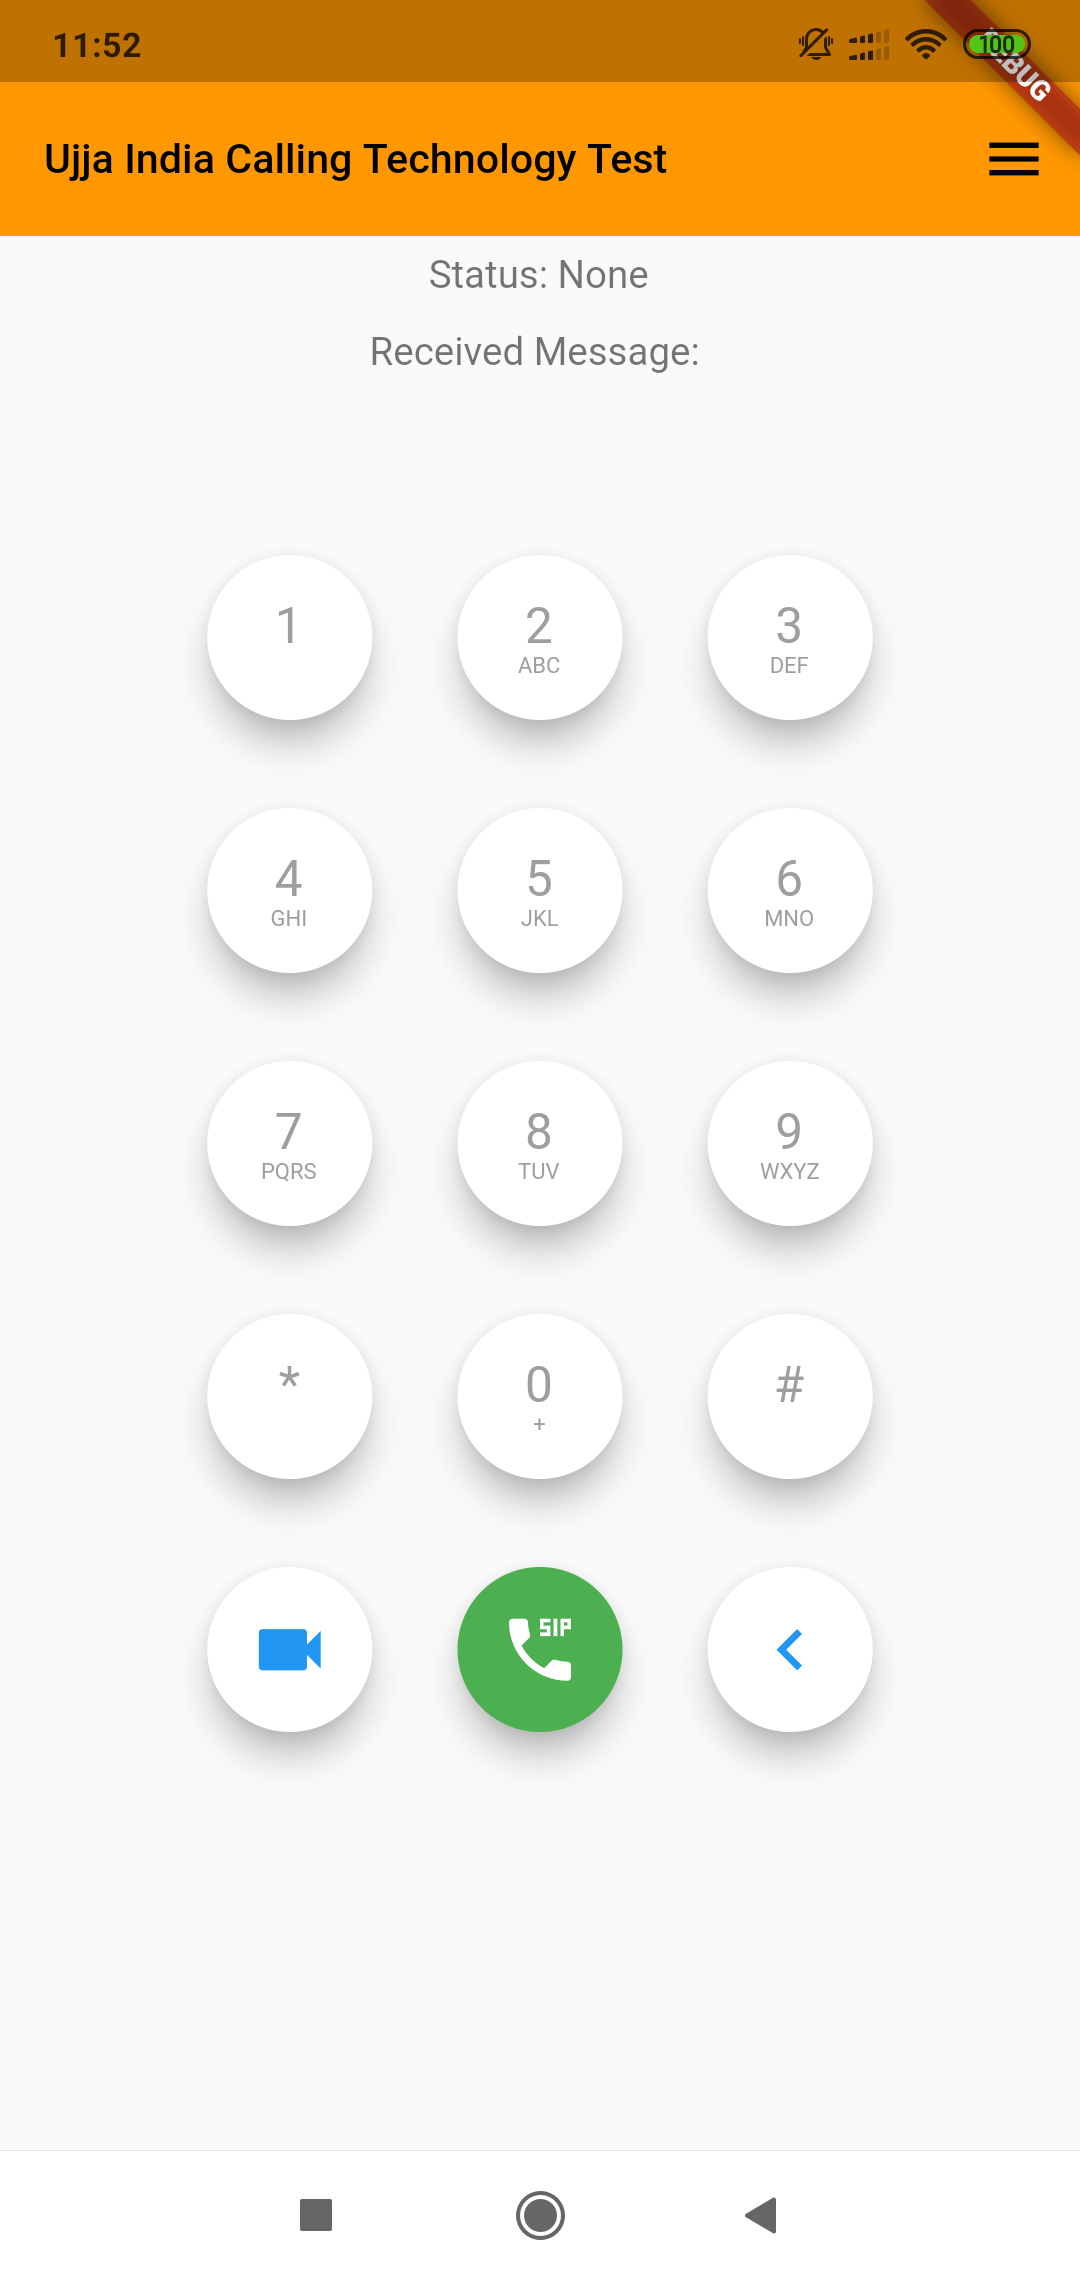 11:52
100
DEBUG
Ujja India Calling Technology Test
Status: None
Received Message:
1 2 3
ABC DEF
4 5 6
GHI JKL MNO
7 8 9
PQRS TUV WXYZ
* 0 #
+
SIP